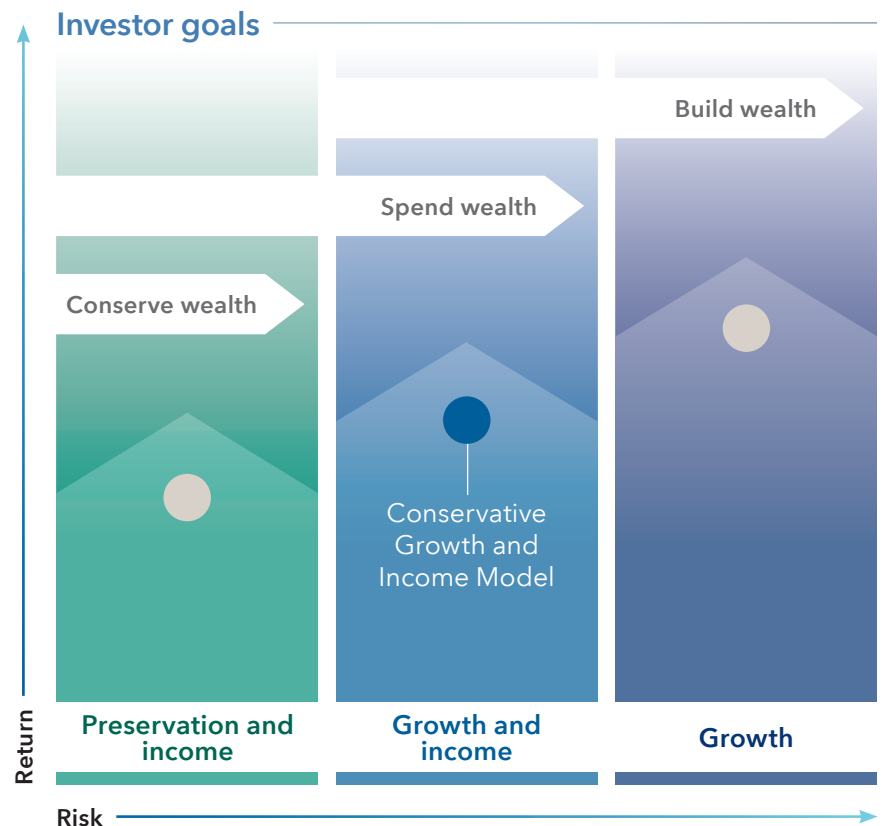 Investor goals
Build wealth
Spend wealth
Conserve wealth
Conservative
Growth and
Income Model
Return
Preservation and
income
Growth and
income
Growth
Risk